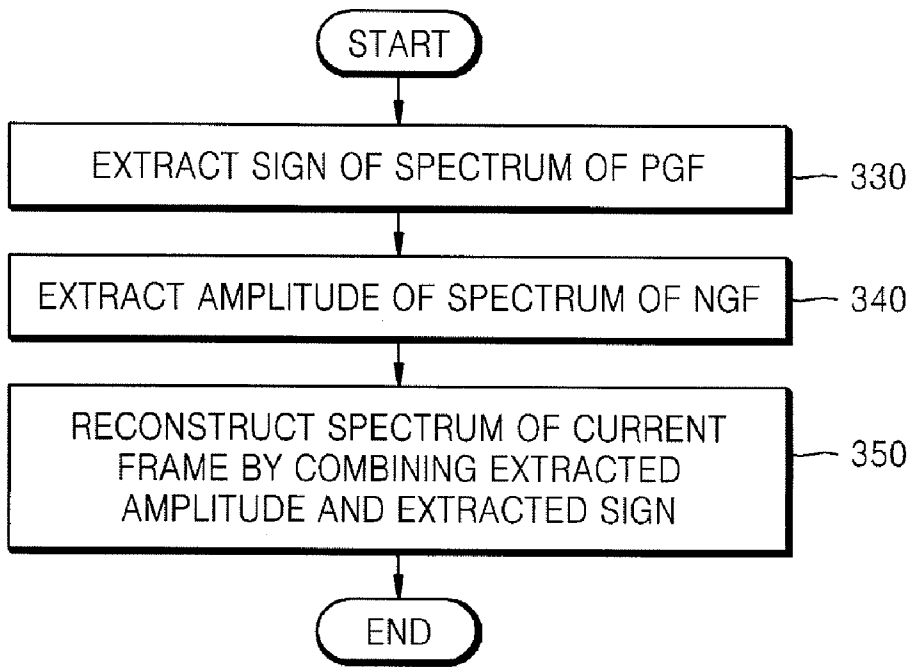 START
EXTRACT SIGN OF SPECTRUM OF PGF
330
EXTRACT AMPLITUDE OF SPECTRUM OF NGF
340
RECONSTRUCT SPECTRUM OF CURRENT
FRAME BY COMBINING EXTRACTED
AMPLITUDE AND EXTRACTED SIGN
350
END